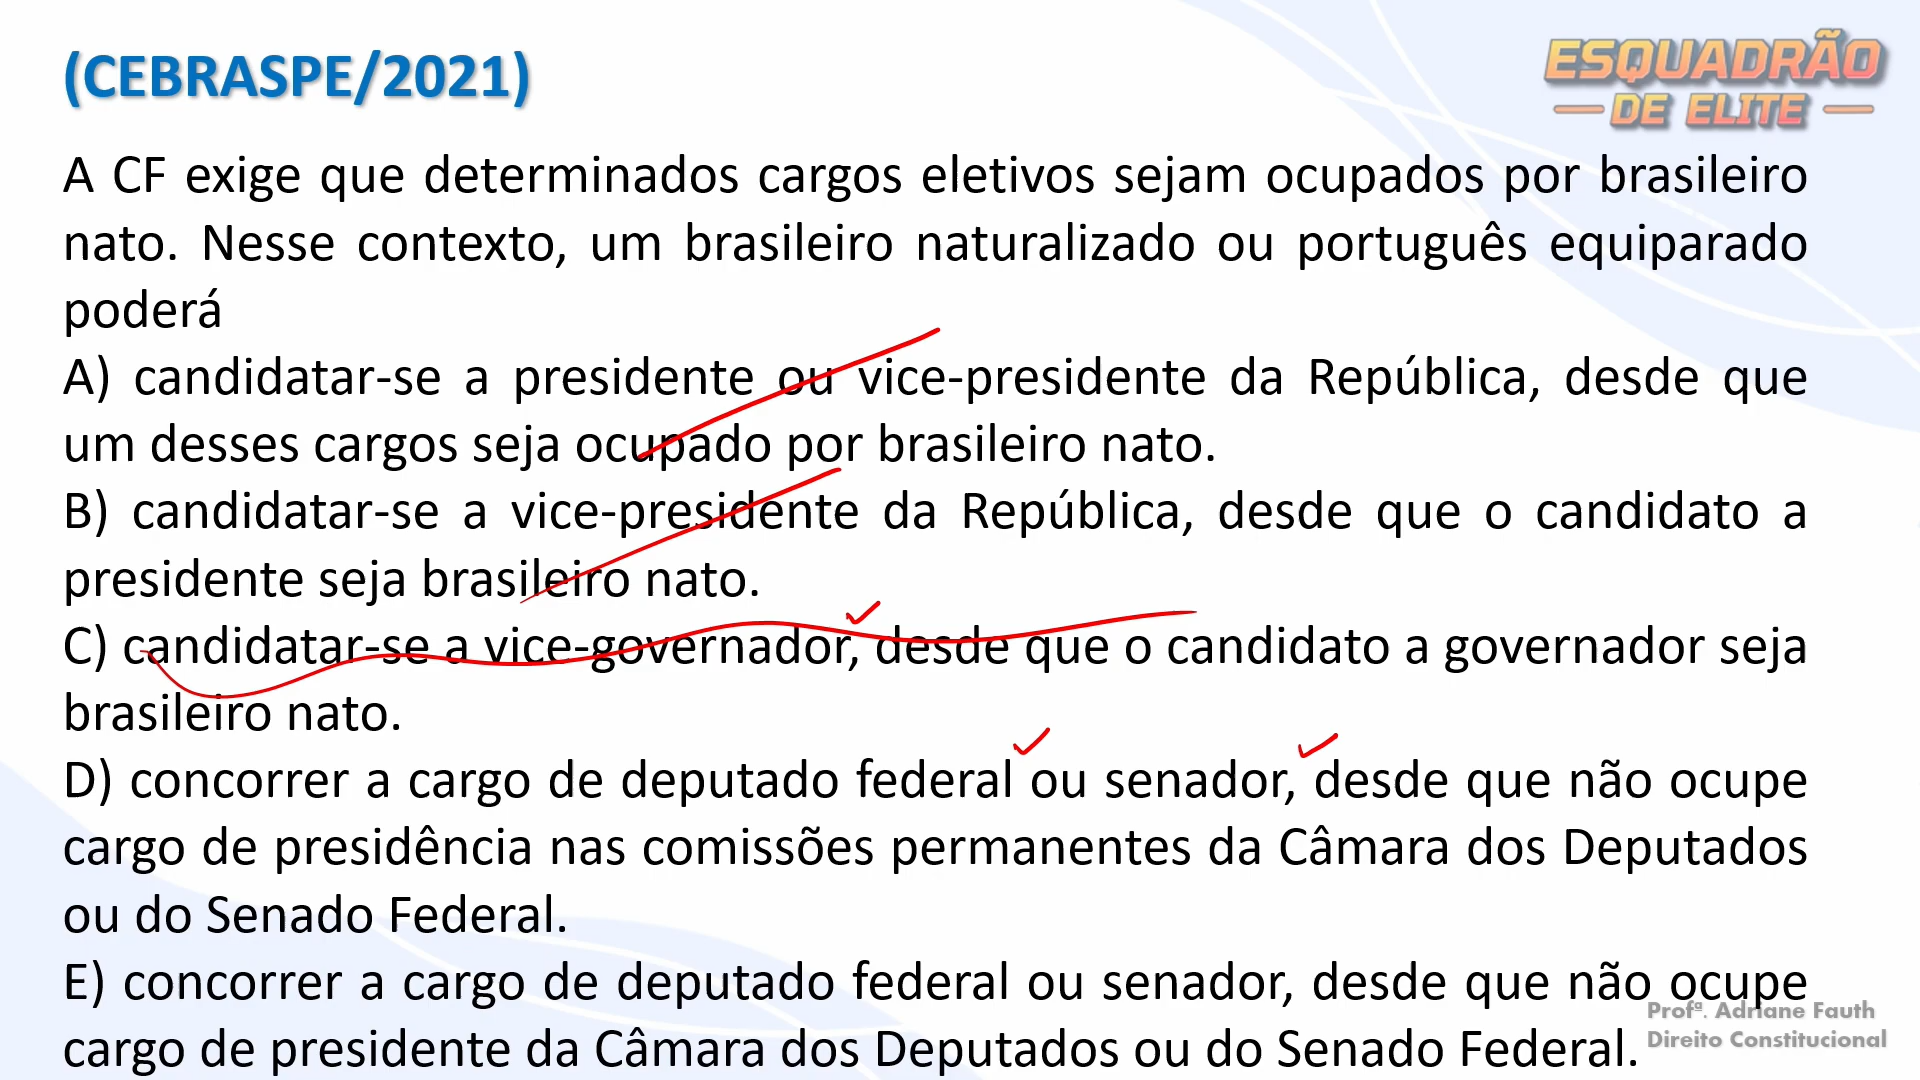 (CEBRASPE/2021)
ESQUADRÃO
DE ELITE
A CF exige que determinados cargos eletivos sejam ocupados por brasileiro
nato. Nesse contexto, um brasileiro naturalizado ou português equiparado
poderá
A) candidatar-se a presidente ou vice-presidente da República, desde que
um desses cargos seja ocupado por brasileiro nato.
B) candidatar-se a vice-presidente da República, desde que o candidato a
presidente seja brasileiro nato.
C) candidatar-se a vice-governador, desde que o candidato a governador seja
brasileiro nato.
D) concorrer a cargo de deputado federal ou senador, desde que não ocupe
cargo de presidência nas comissões permanentes da Câmara dos Deputados
ou do Senado Federal.
E) concorrer a cargo de deputado federal ou senador, desde que não ocupe
cargo de presidente da Câmara dos Deputados ou do Senado Federal.
Profª. Adriane Fauth
Direito Constitucional